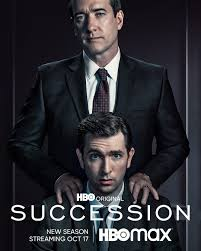 HBO ORIGINAL
SUCCESSION
NEW SEASON
STREAMING OCT 17
HBOmax